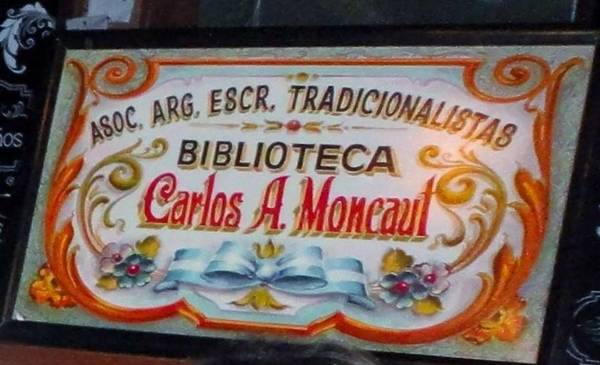 ASOC. ARG. ESCR. TRADICIONALISTAS
BIBLIOTECA
Carlos A. Moncaut